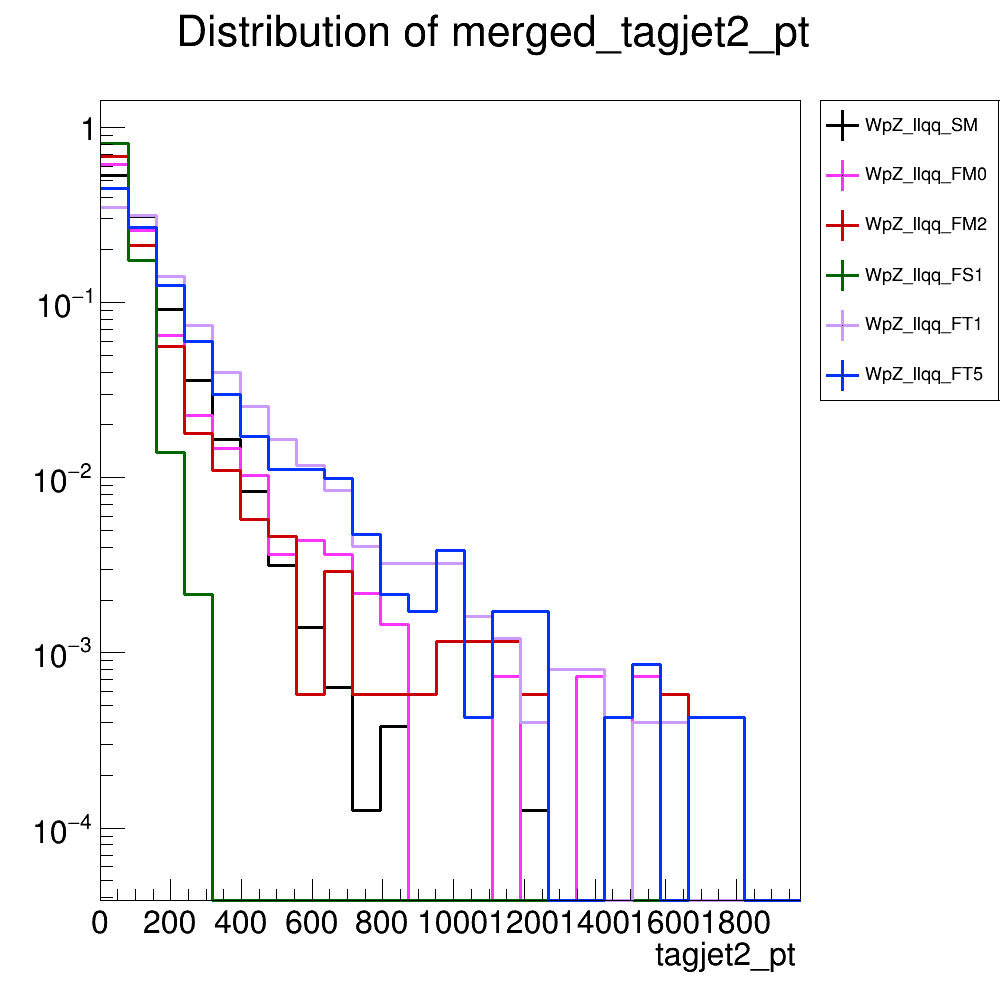 Distribution of merged_tagjet2_pt
WpZ_llqq_SM
WpZ_llqq_FM0
WpZ_llqq_FM2
WpZ_llqq_FS1
WpZ_llqq_FT1
WpZ_llqq_FT5
1
10⁻¹
10⁻²
10⁻³
10⁻⁴
0 200 400 600 800 1000 1200 1400 1600 1800
tagjet2_pt